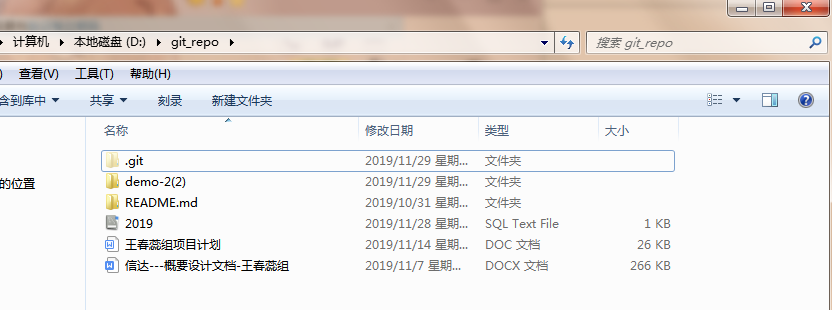 计算机 本地磁盘 (D:) git_repo 搜索 git_repo
) 查看(V) 工具(T) 帮助(H)
含到库中 共享 刻录 新建文件夹
名称 修改日期 类型 大小
.git 2019/11/29 星期... 文件夹
的位置 demo-2(2) 2019/11/29 星期... 文件夹
README.md 2019/10/31 星期... 文件夹
2019 2019/11/28 星期... SQL Text File 1 KB
王春蕊组项目计划 2019/11/14 星期... DOC 文档 26 KB
信达---概要设计文档-王春蕊组 2019/11/7 星期... DOCX 文档 266 KB